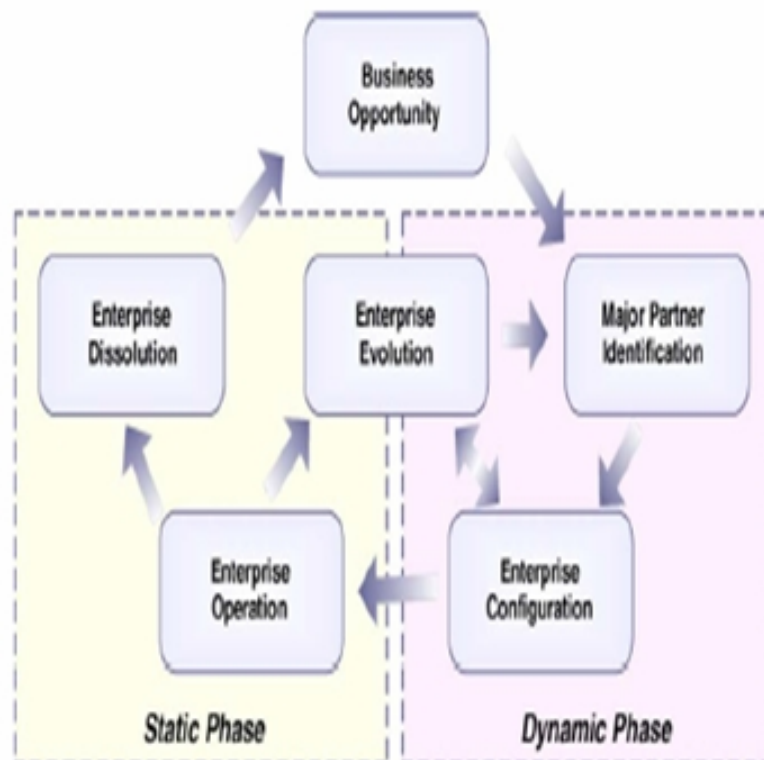 Business
Opportunity
Enterprise
Dissolution
Enterprise
Evolution
Major Partner
Identification
Enterprise
Operation
Enterprise
Configuration
Static Phase
Dynamic Phase